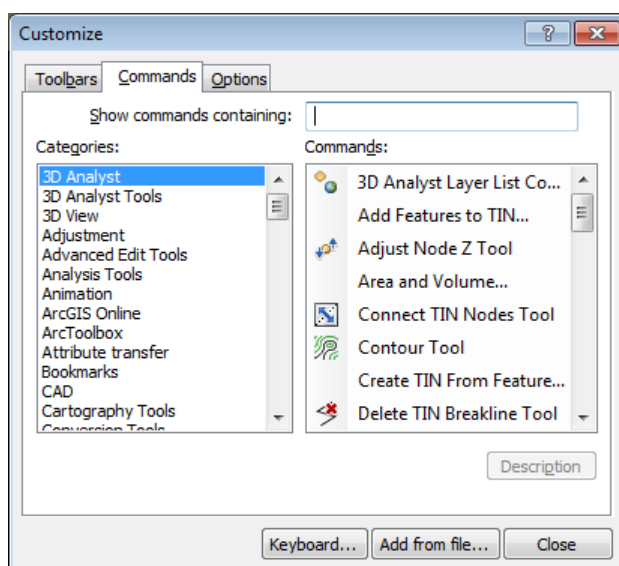 Customize
Toolbars Commands Options
Show commands containing:
Categories:
3D Analyst
3D Analyst Tools
3D View
Adjustment
Advanced Edit Tools
Analysis Tools
Animation
ArcGIS Online
ArcToolbox
Attribute transfer
Bookmarks
CAD
Cartography Tools
Conversion Tools
Commands:
3D Analyst Layer List Co...
Add Features to TIN...
Adjust Node Z Tool
Area and Volume...
Connect TIN Nodes Tool
Contour Tool
Create TIN From Feature...
Delete TIN Breakline Tool
Description
Keyboard... Add from file... Close